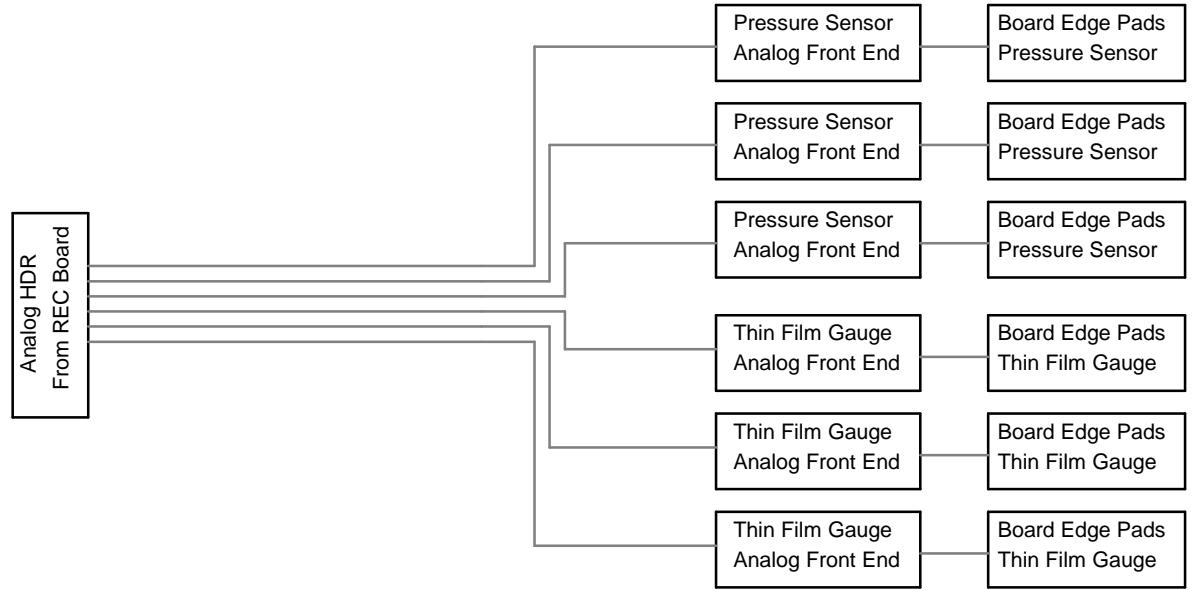 Analog HDR
From REC Board
Pressure Sensor
Analog Front End
Board Edge Pads
Pressure Sensor
Pressure Sensor
Analog Front End
Board Edge Pads
Pressure Sensor
Pressure Sensor
Analog Front End
Board Edge Pads
Pressure Sensor
Thin Film Gauge
Analog Front End
Board Edge Pads
Thin Film Gauge
Thin Film Gauge
Analog Front End
Board Edge Pads
Thin Film Gauge
Thin Film Gauge
Analog Front End
Board Edge Pads
Thin Film Gauge